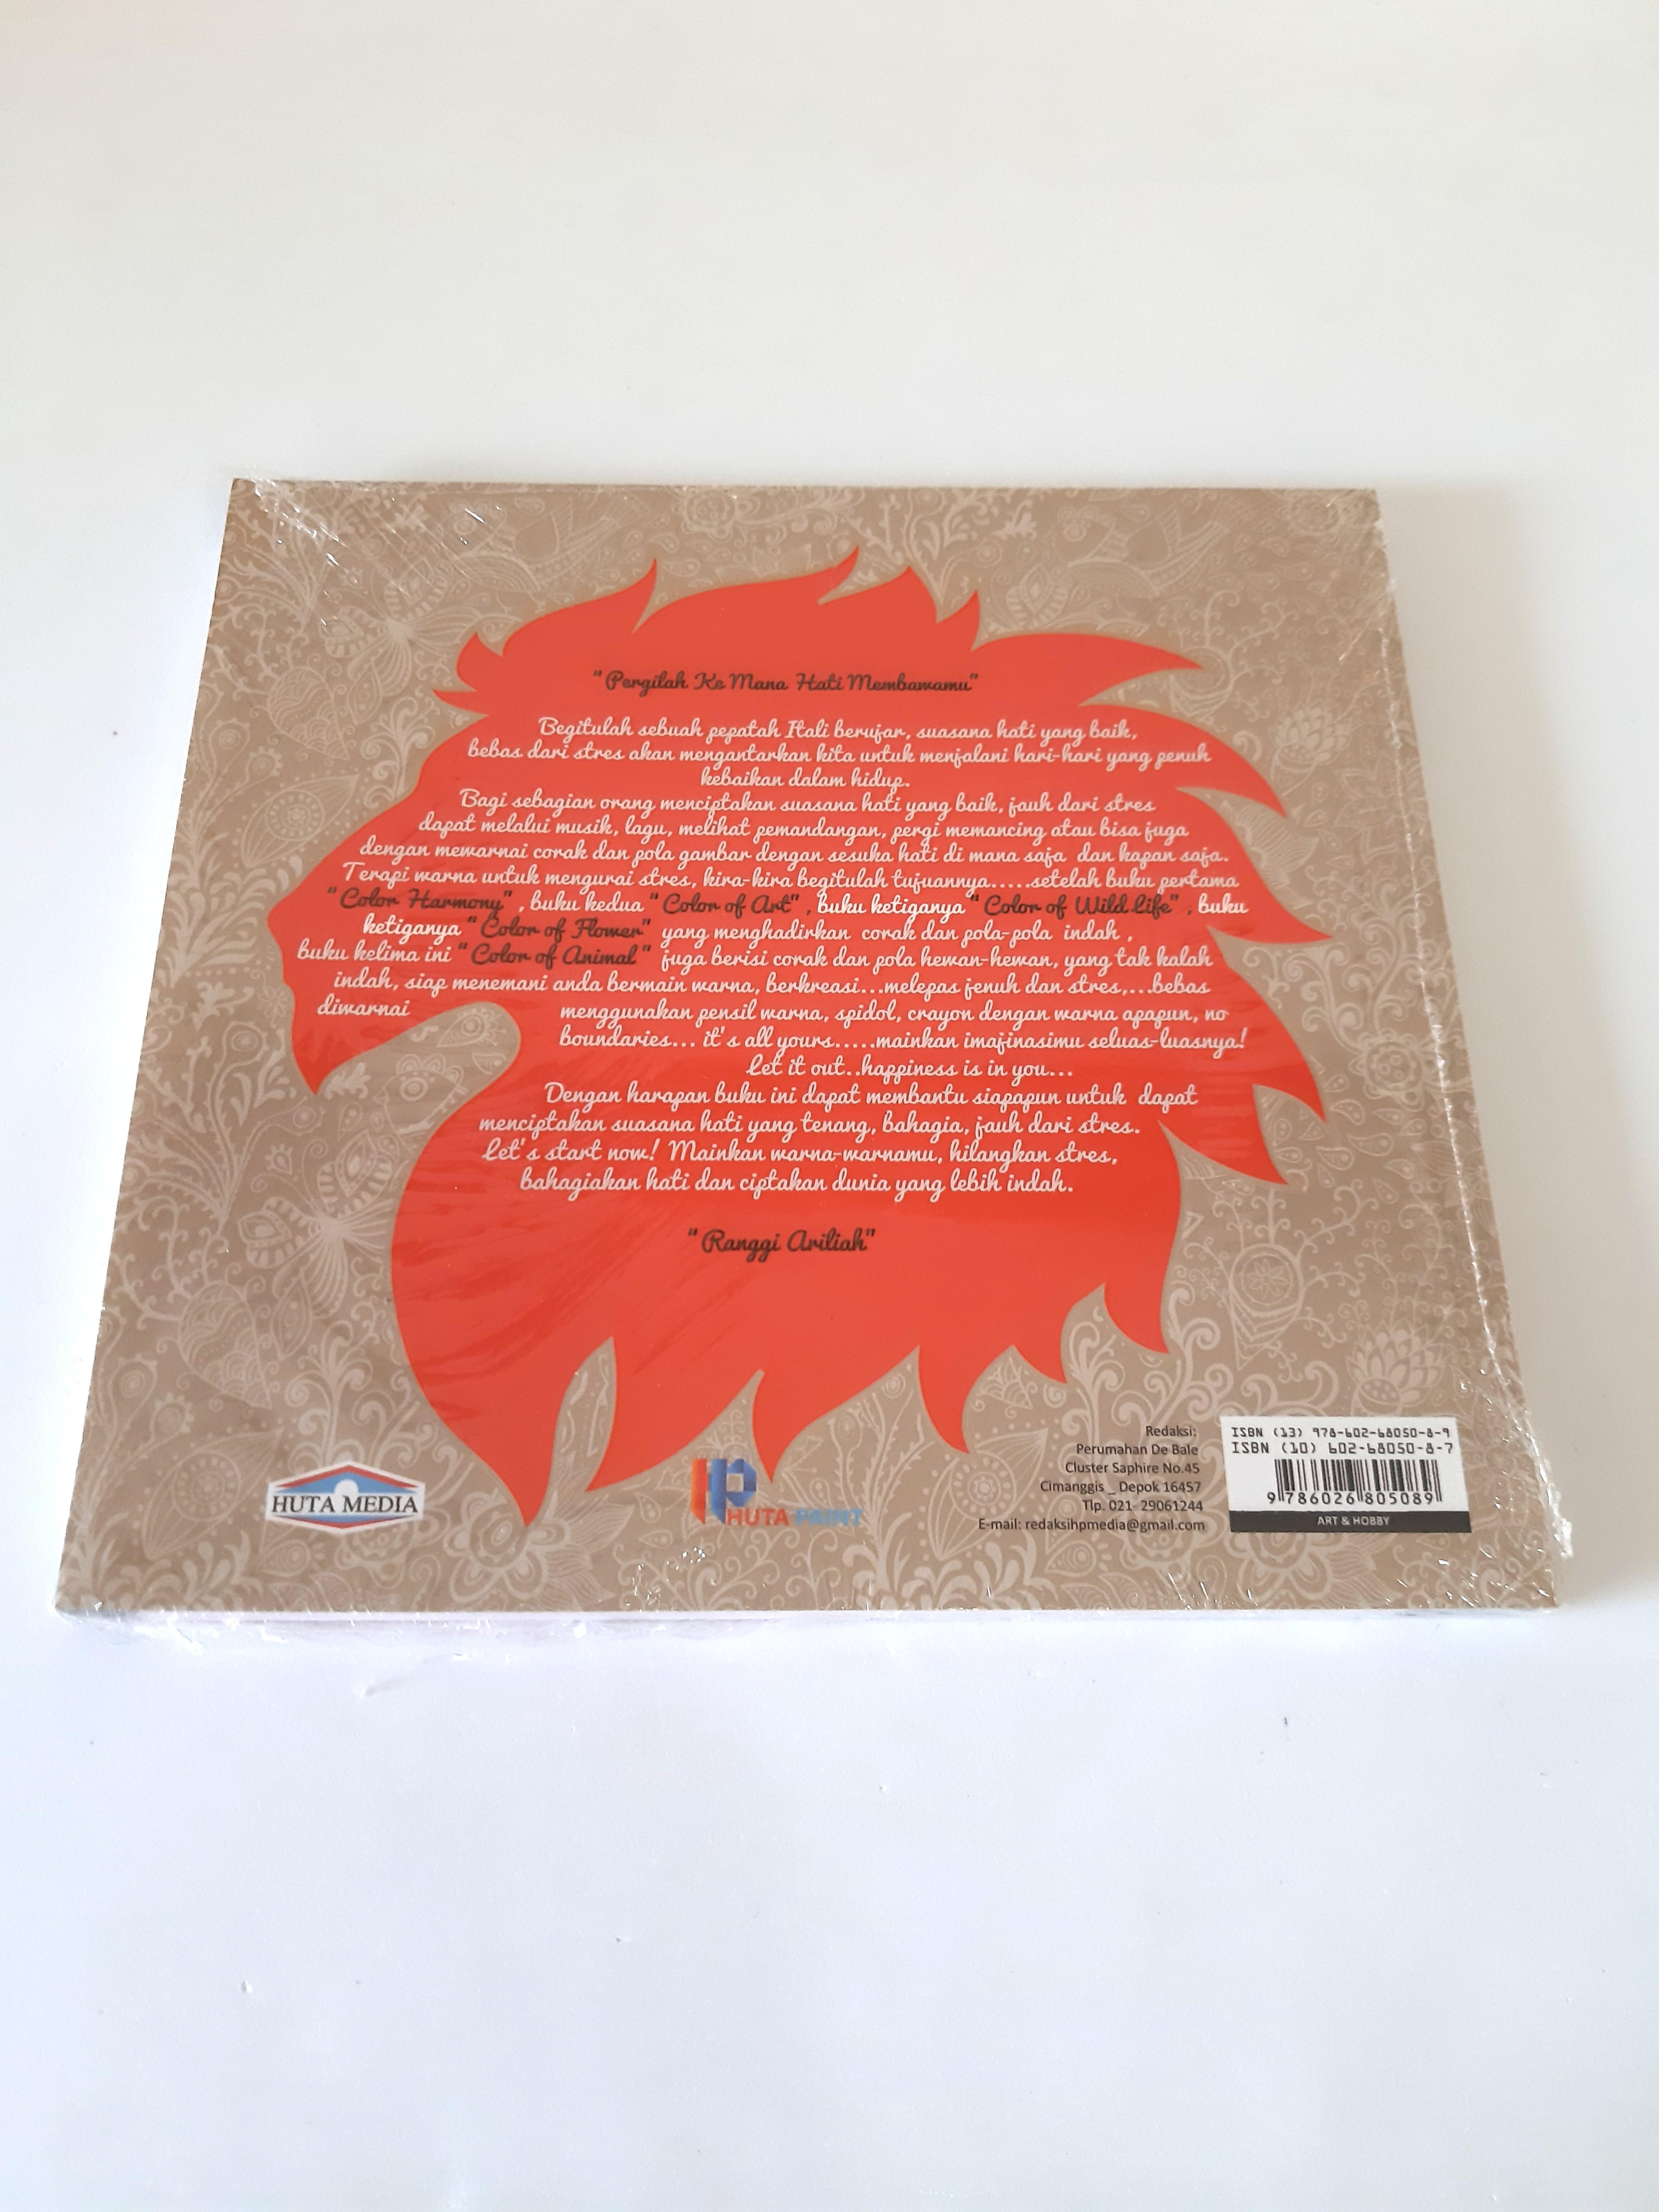 "Pergilah Ke Mana Hati Membawamu"
Begitulah sebuah pepatah Itali berujar, suasana hati yang baik,
bebas dari stres akan mengantarkan kita untuk menjalani hari-hari yang penuh
kebaikan dalam hidup.
Bagi sebagian orang menciptakan suasana hati yang baik, jauh dari stres
dapat melalui musik, lagu, melihat pemandangan, pergi memancing atau bisa juga
dengan mewarnai corak dan pola gambar dengan sesuka hati di mana saja dan kapan saja.
Terapi warna untuk mengurai stres, kira-kira begitulah tujuannya.....setelah buku pertama
"Color Harmony", buku kedua "Color of Art", buku ketiganya "Color of Wild Life", buku
ketiganya "Color of Flower" yang menghadirkan corak dan pola-pola indah,
buku kelima ini "Color of Animal" juga berisi corak dan pola hewan-hewan, yang tak kalah
indah, siap menemani anda bermain warna, berkreasi...melepas jenuh dan stres,...bebas
diwarnai menggunakan pensil warna, spidol, crayon dengan warna apapun, no
boundaries... it's all yours.....mainkan imajinasimu seluas-luasnya!
Let it out..happiness is in you...
Dengan harapan buku ini dapat membantu siapapun untuk dapat
menciptakan suasana hati yang tenang, bahagia, jauh dari stres.
Let's start now! Mainkan warna-warnamu, hilangkan stres,
bahagiakan hati dan ciptakan dunia yang lebih indah.
"Ranggi Ariliah"
HUTA MEDIA
HUTA PAINT
Redaksi:
Perumahan De Bale
Cluster Saphire No.45
Cimanggis _ Depok 16457
Tlp. 021- 29061244
E-mail: redaksihpmedia@gmail.com
ISBN (13) 978-602-68050-8-9
ISBN (10) 602-68050-8-7
9 786026 805089
ART & HOBBY